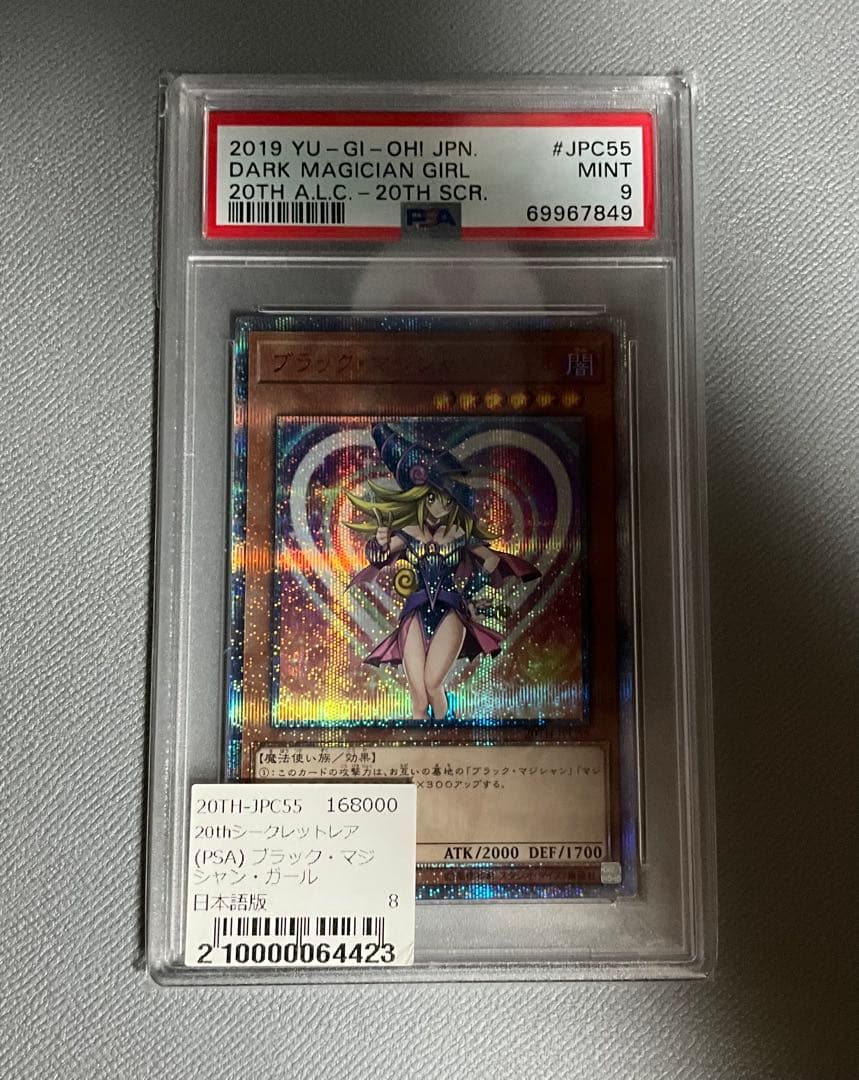 2019 YU-GI-OH! JPN. #JPC55
DARK MAGICIAN GIRL MINT
20TH A.L.C.-20TH SCR. 9
PSA 69967849
ブラック・マジシャン
闇
【魔法使い族／効果】
①:このカードの攻撃力は、お互いの墓地の「ブラック・マジシャン」「マジ
×300アップする。
ATK/2000 DEF/1700
20TH-JPC55 168000
20thシークレットレア
(PSA) ブラック・マジ
シャン・ガール
日本語版 8
2 10000064423